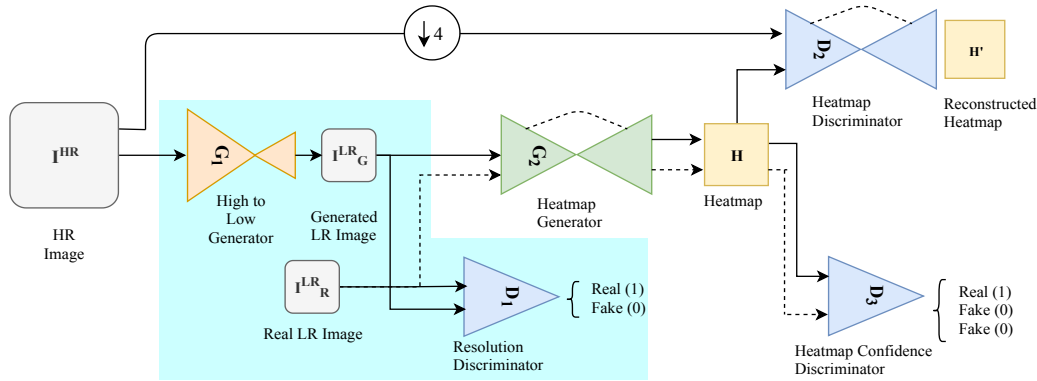 ↓ 4
D₂
H'
Heatmap
Discriminator
Reconstructed
Heatmap
I^HR
HR
Image
G₁
High to
Low
Generator
I^LR_G
Generated
LR Image
G₂
Heatmap
Generator
H
Heatmap
I^LR_R
Real LR Image
D₁
Real (1)
Fake (0)
Resolution
Discriminator
D₃
Real (1)
Fake (0)
Fake (0)
Heatmap Confidence
Discriminator